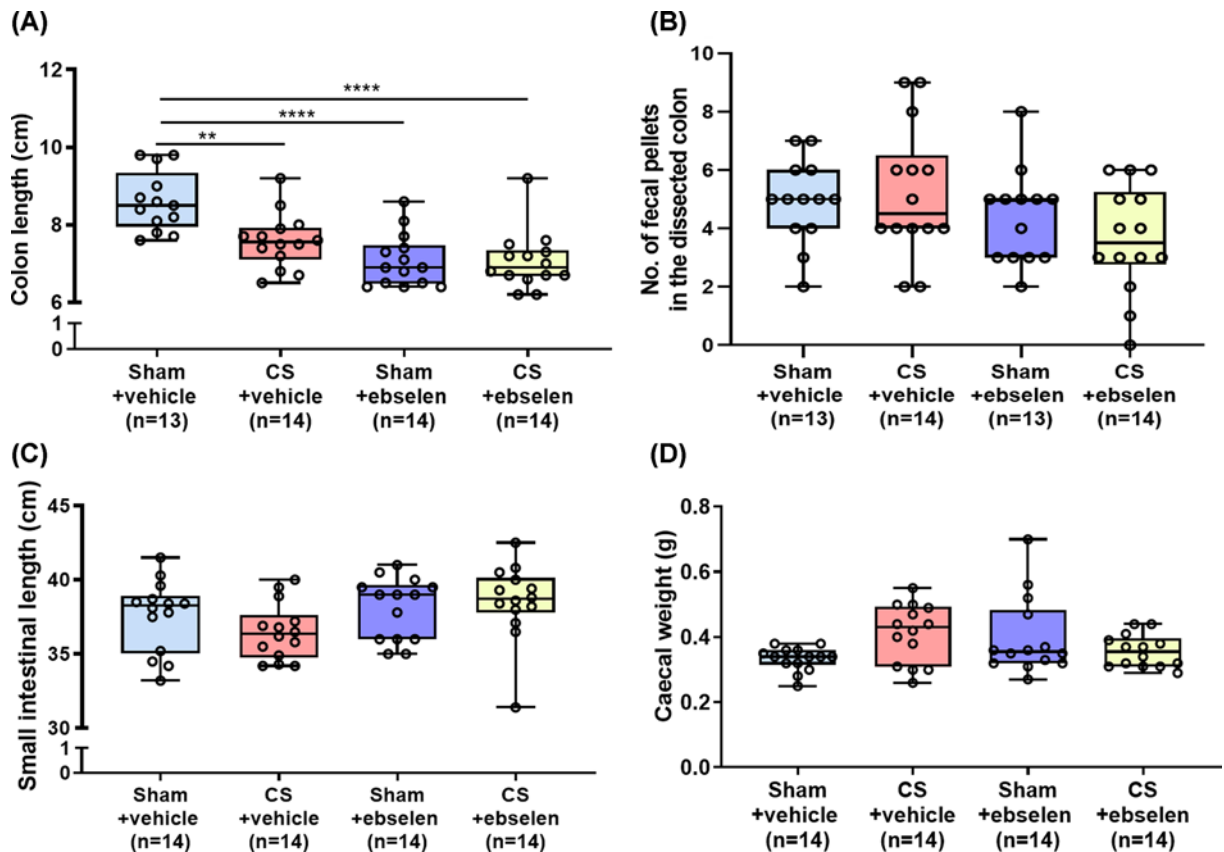 (A)
Colon length (cm)
12
10
8
6
1
0
**
****
****
Sham
+vehicle
(n=13)
CS
+vehicle
(n=14)
Sham
+ebselen
(n=14)
CS
+ebselen
(n=14)
(B)
No. of fecal pellets
in the dissected colon
10
8
6
4
2
0
Sham
+vehicle
(n=13)
CS
+vehicle
(n=14)
Sham
+ebselen
(n=13)
CS
+ebselen
(n=14)
(C)
Small intestinal length (cm)
45
40
35
30
1
0
Sham
+vehicle
(n=14)
CS
+vehicle
(n=14)
Sham
+ebselen
(n=14)
CS
+ebselen
(n=14)
(D)
Caecal weight (g)
0.8
0.6
0.4
0.2
0.0
Sham
+vehicle
(n=14)
CS
+vehicle
(n=14)
Sham
+ebselen
(n=14)
CS
+ebselen
(n=14)